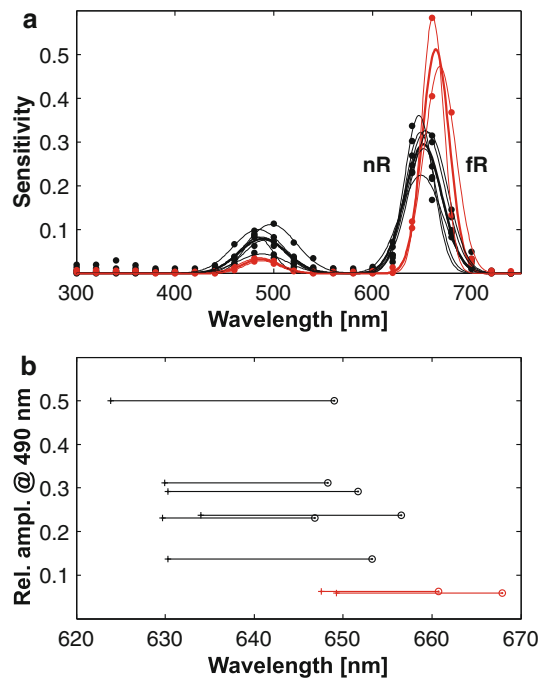 a
Sensitivity
0.5
0.4
0.3
0.2
0.1
nR
fR
300 400 500 600 700
Wavelength [nm]
b
Rel. ampl. @ 490 nm
0.5
0.4
0.3
0.2
0.1
620 630 640 650 660 670
Wavelength [nm]